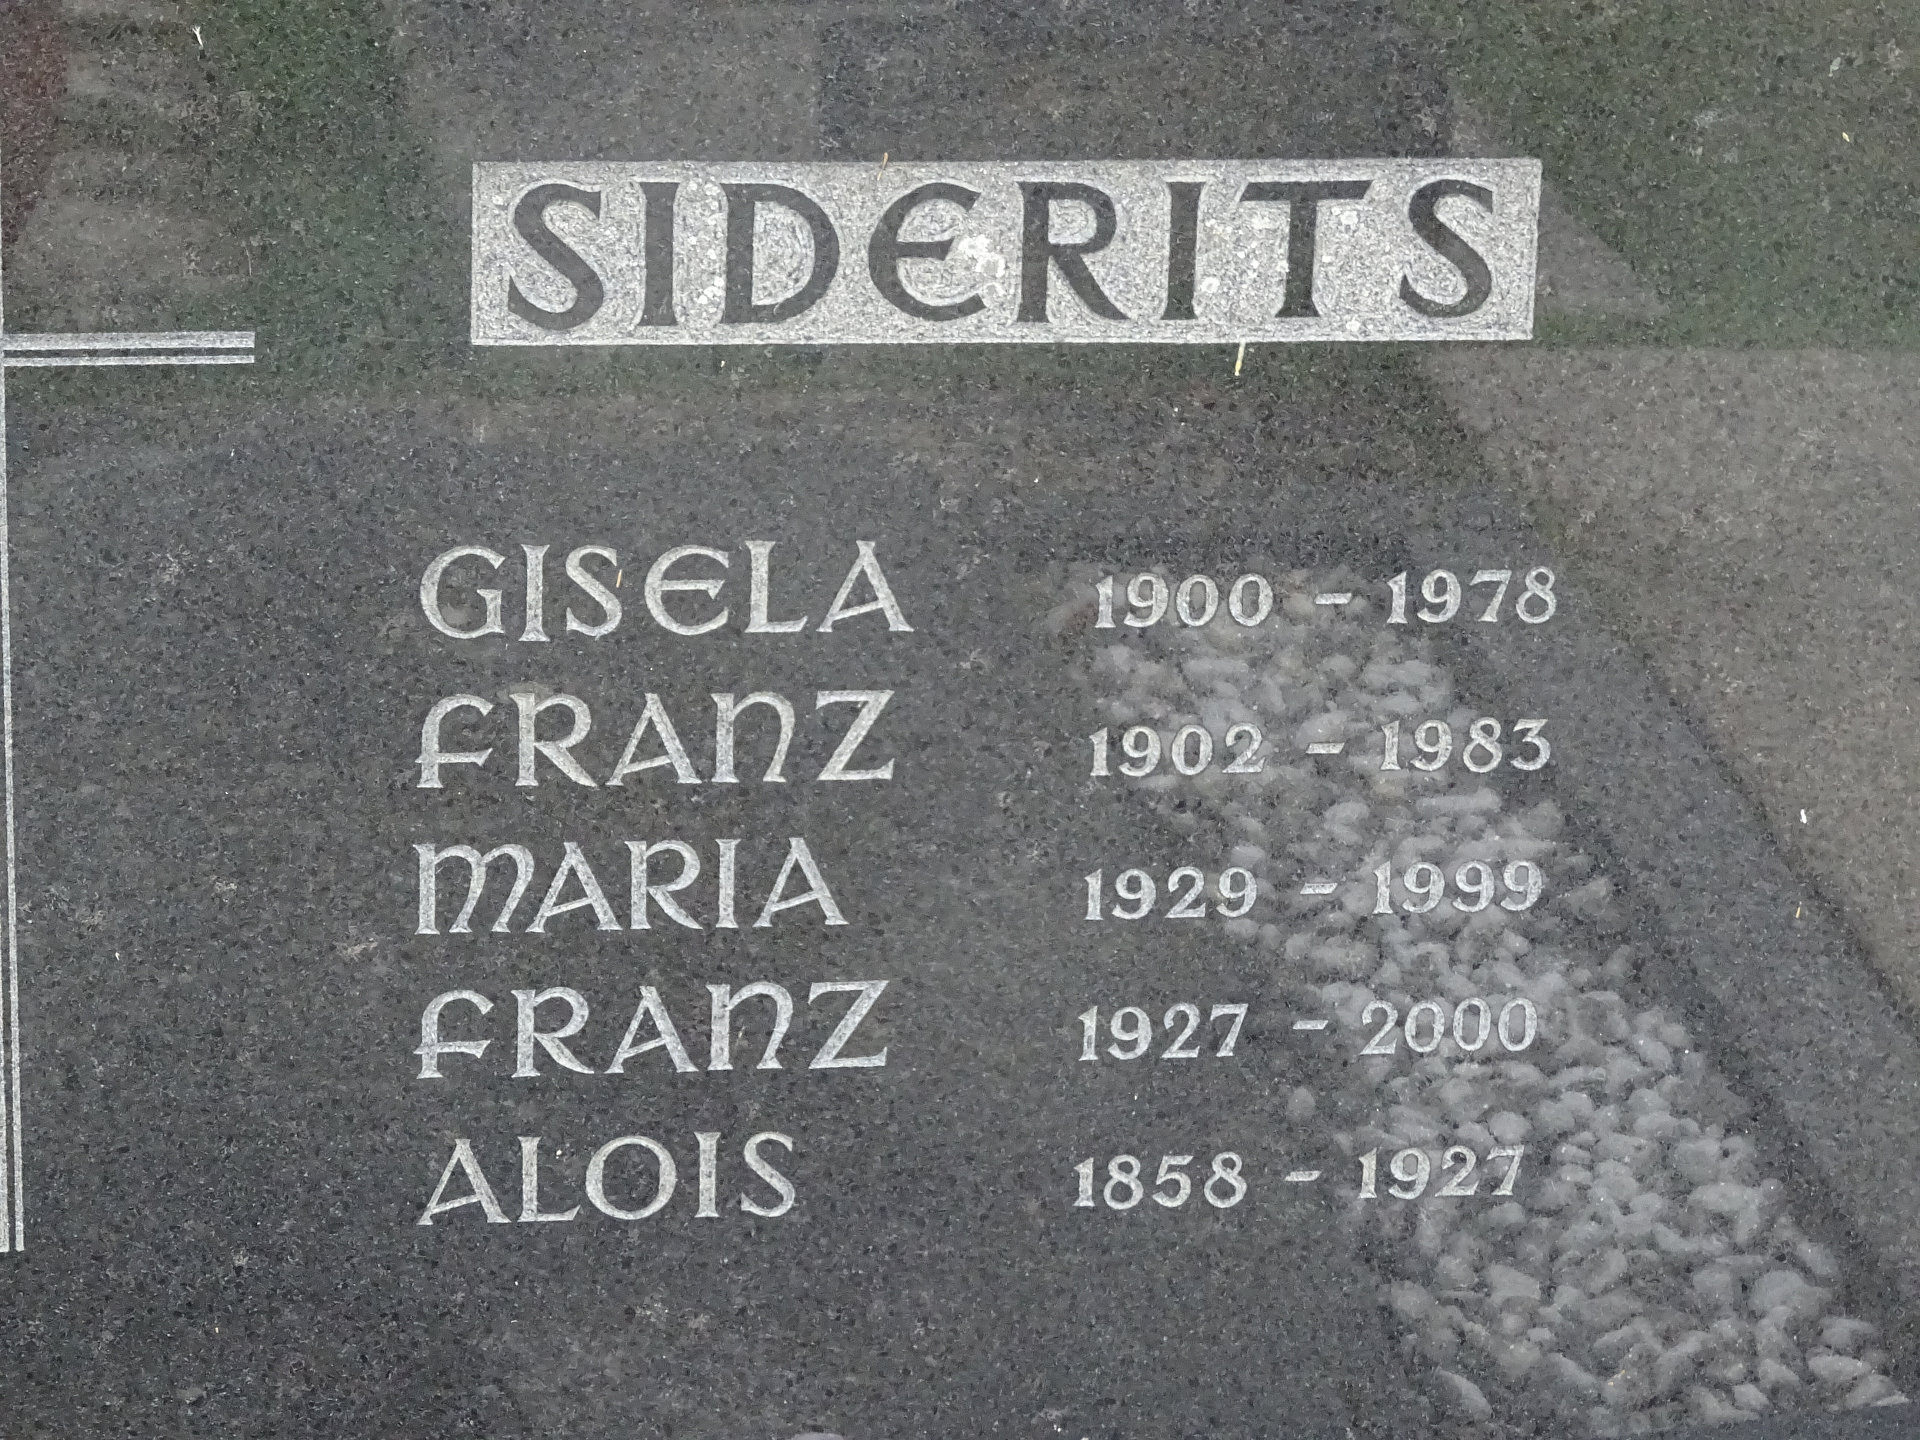 SIDERITS
GISELA 1900 - 1978
FRANZ 1902 - 1983
MARIA 1929 - 1999
FRANZ 1927 - 2000
ALOIS 1858 - 1927